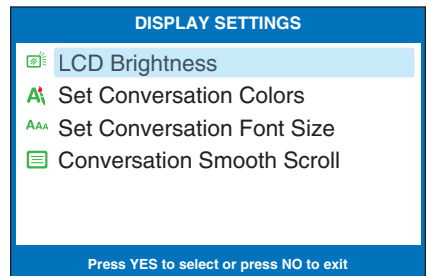 DISPLAY SETTINGS
LCD Brightness
Set Conversation Colors
Set Conversation Font Size
Conversation Smooth Scroll
Press YES to select or press NO to exit